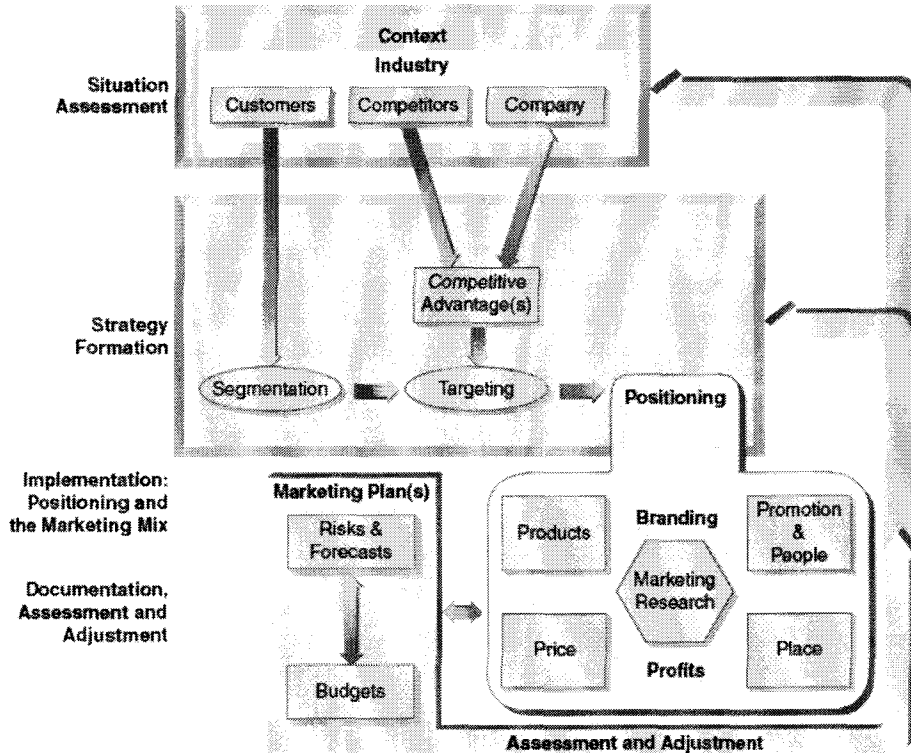 Context
Industry
Situation
Assessment
Customers
Competitors
Company
Competitive
Advantage(s)
Strategy
Formation
Segmentation
Targeting
Positioning
Implementation:
Positioning and
the Marketing Mix
Marketing Plan(s)
Risks &
Forecasts
Products
Branding
Promotion
&
People
Marketing
Research
Documentation,
Assessment and
Adjustment
Budgets
Price
Profits
Place
Assessment and Adjustment